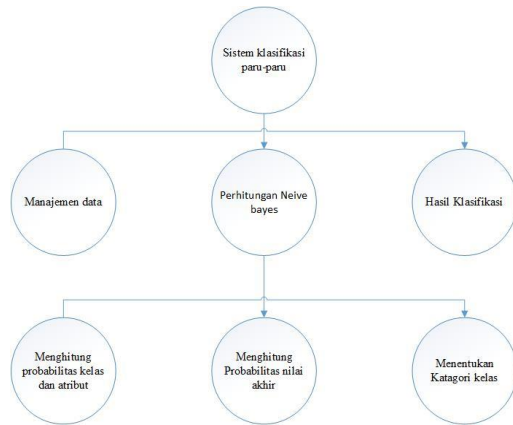 Sistem klasifikasi
paru-paru
Manajemen data
Perhitungan Neive
bayes
Hasil Klasifikasi
Menghitung
probabilitas kelas
dan atribut
Menghitung
Probabilitas nilai
akhir
Menentukan
Katagori kelas